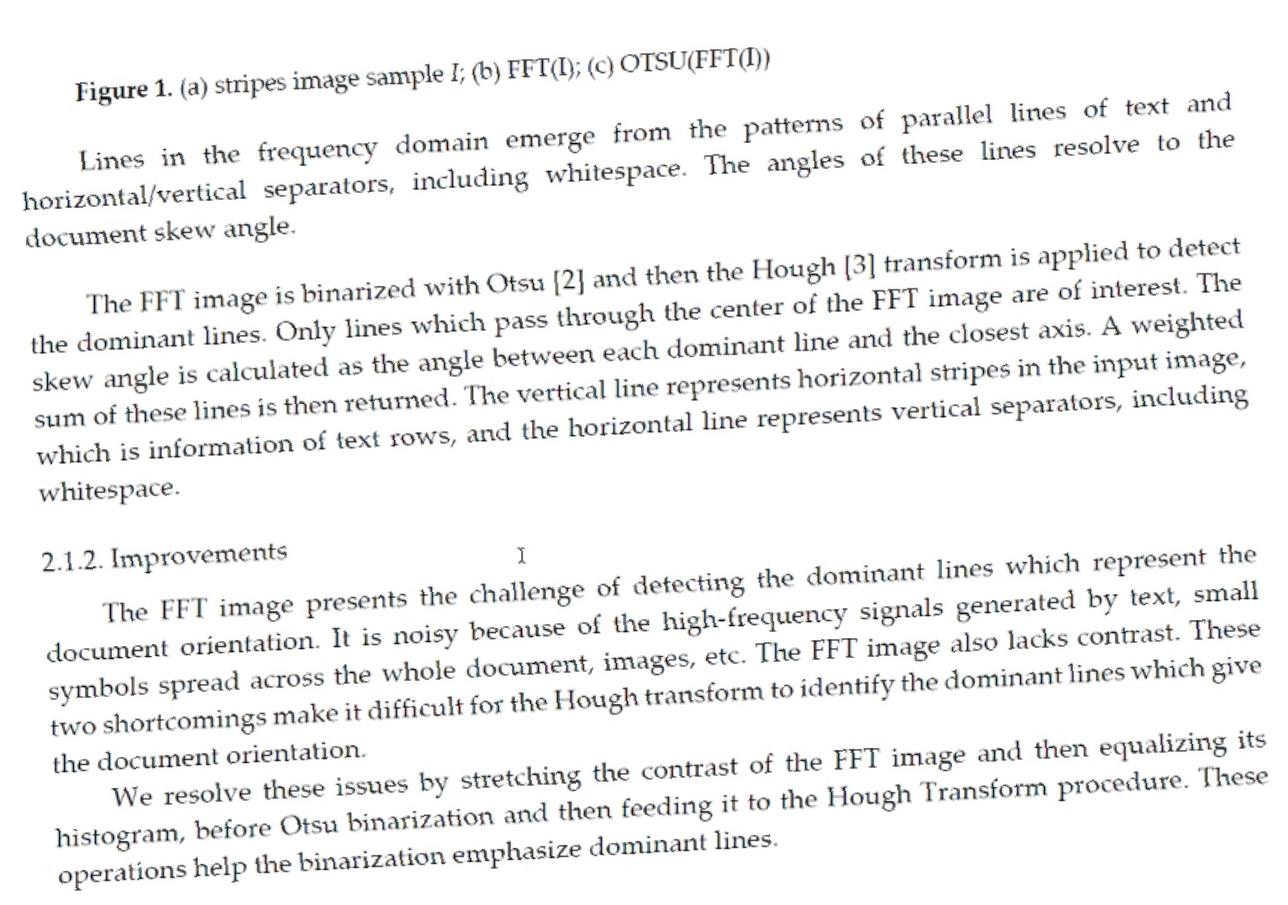 Figure 1. (a) stripes image sample I; (b) FFT(I); (c) OTSU(FFT(I))
Lines in the frequency domain emerge from the patterns of parallel lines of text and
horizontal/vertical separators, including whitespace. The angles of these lines resolve to the
document skew angle.
The FFT image is binarized with Otsu [2] and then the Hough [3] transform is applied to detect
the dominant lines. Only lines which pass through the center of the FFT image are of interest. The
skew angle is calculated as the angle between each dominant line and the closest axis. A weighted
sum of these lines is then returned. The vertical line represents horizontal stripes in the input image,
which is information of text rows, and the horizontal line represents vertical separators, including
whitespace.
2.1.2. Improvements
The FFT image presents the challenge of detecting the dominant lines which represent the
document orientation. It is noisy because of the high-frequency signals generated by text, small
symbols spread across the whole document, images, etc. The FFT image also lacks contrast. These
two shortcomings make it difficult for the Hough transform to identify the dominant lines which give
the document orientation.
We resolve these issues by stretching the contrast of the FFT image and then equalizing its
histogram, before Otsu binarization and then feeding it to the Hough Transform procedure. These
operations help the binarization emphasize dominant lines.